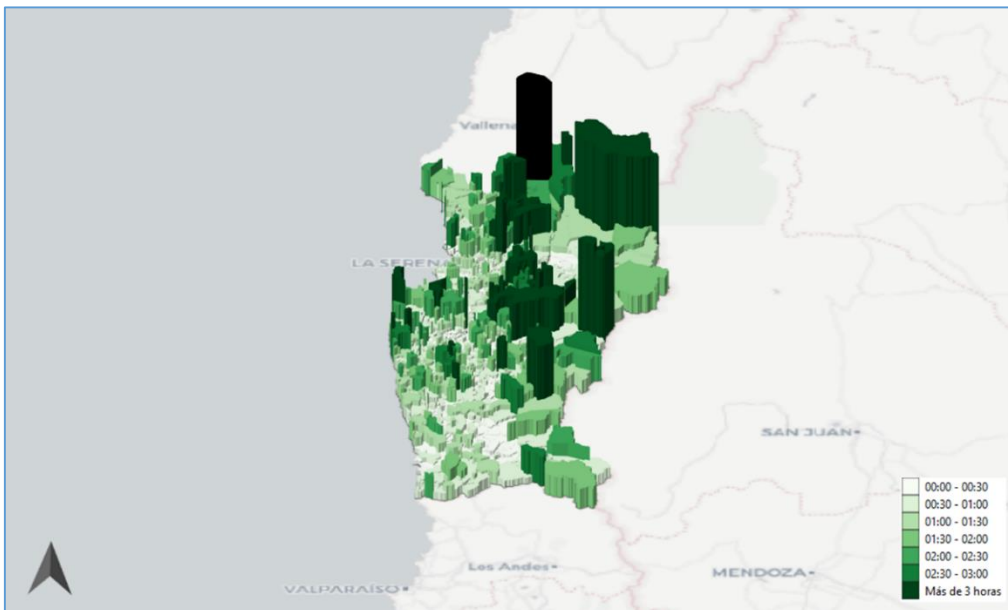 Vallena
LA SERENA
SAN JUAN
Los Andes
MENDOZA
VALPARAÍSO
00:00 - 00:30
00:30 - 01:00
01:00 - 01:30
01:30 - 02:00
02:00 - 02:30
02:30 - 03:00
Más de 3 horas